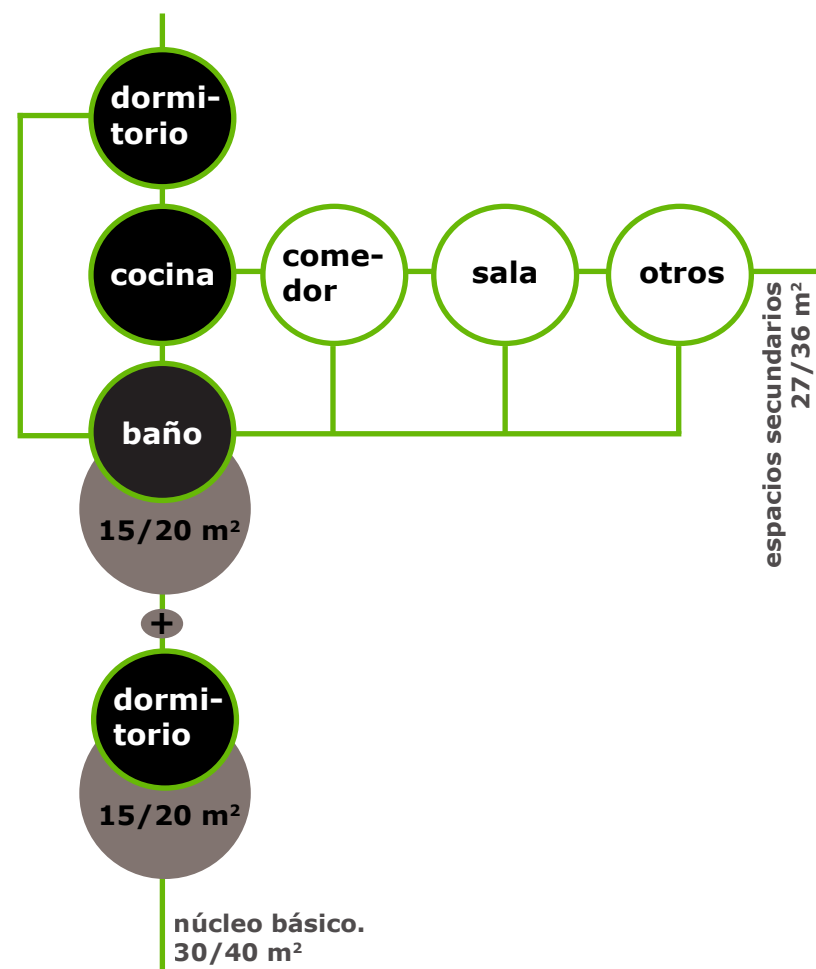 dormi-
torio
cocina
come-
dor
sala
otros
espacios secundarios
27/36 m²
baño
15/20 m²
+
dormi-
torio
15/20 m²
núcleo básico.
30/40 m²